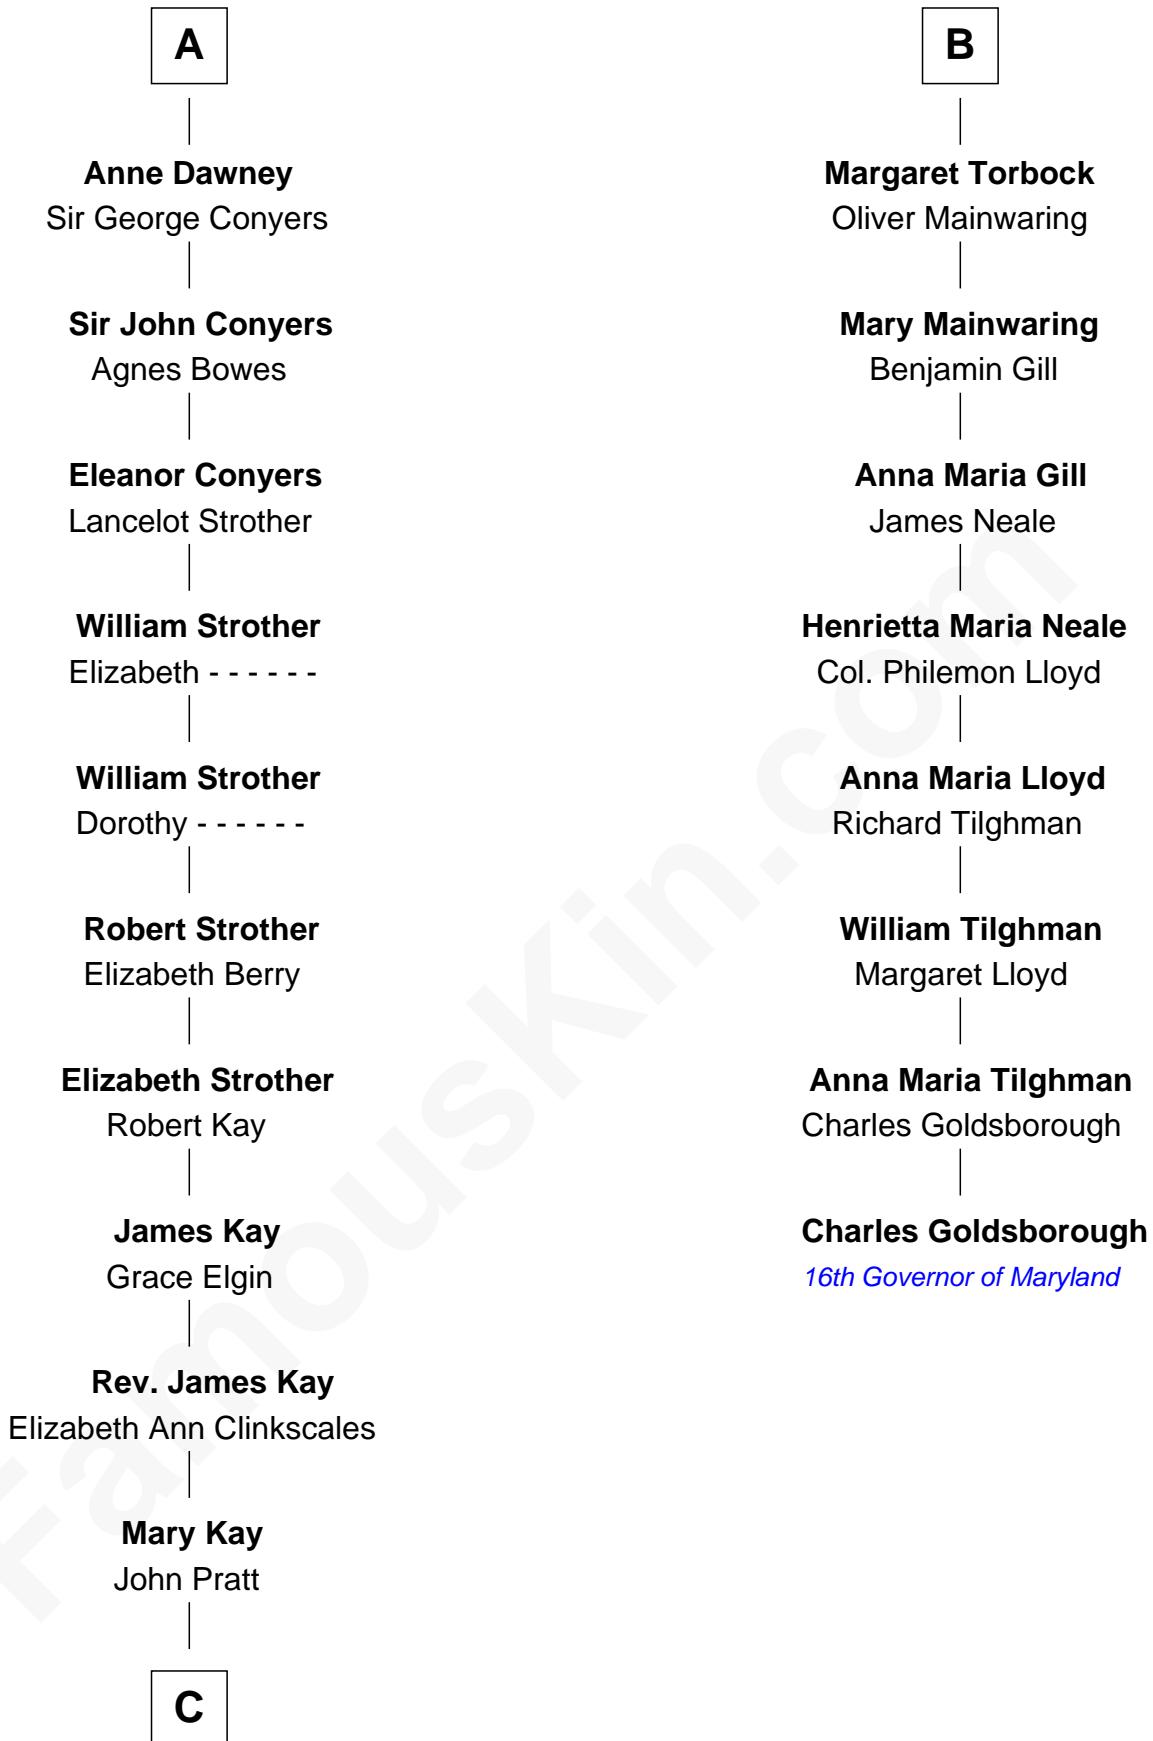 A
Anne Dawney
Sir George Conyers
Sir John Conyers
Agnes Bowes
Eleanor Conyers
Lancelot Strother
William Strother
Elizabeth - - - - - -
William Strother
Dorothy - - - - - -
Robert Strother
Elizabeth Berry
Elizabeth Strother
Robert Kay
James Kay
Grace Elgin
Rev. James Kay
Elizabeth Ann Clinkscales
Mary Kay
John Pratt
C
B
Margaret Torbock
Oliver Mainwaring
Mary Mainwaring
Benjamin Gill
Anna Maria Gill
James Neale
Henrietta Maria Neale
Col. Philemon Lloyd
Anna Maria Lloyd
Richard Tilghman
William Tilghman
Margaret Lloyd
Anna Maria Tilghman
Charles Goldsborough
Charles Goldsborough
16th Governor of Maryland
FamousKin.com